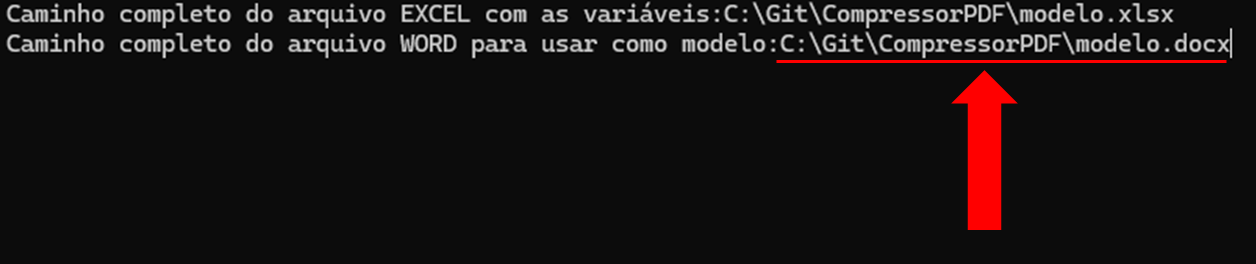 Caminho completo do arquivo EXCEL com as variáveis:C:\Git\CompressorPDF\modelo.xlsx
Caminho completo do arquivo WORD para usar como modelo:C:\Git\CompressorPDF\modelo.docx